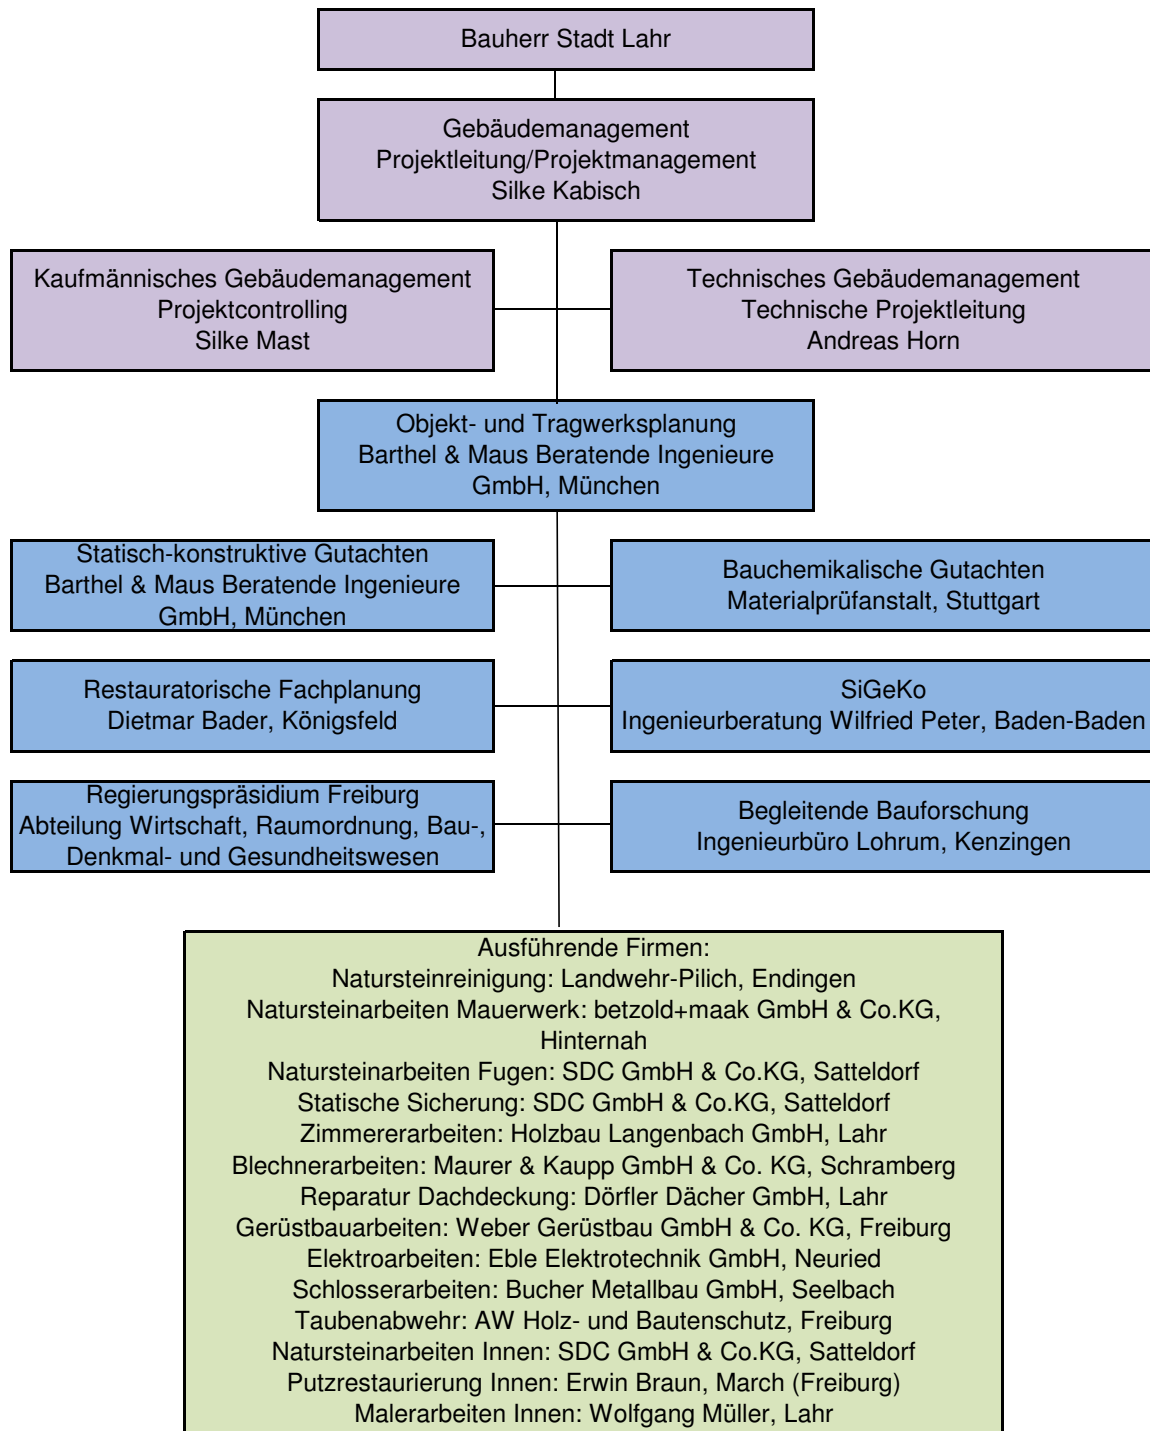 Bauherr Stadt Lahr
Gebäudemanagement
Projektleitung/Projektmanagement
Silke Kabisch
Kaufmännisches Gebäudemanagement
Projektcontrolling
Silke Mast
Technisches Gebäudemanagement
Technische Projektleitung
Andreas Horn
Objekt- und Tragwerksplanung
Barthel & Maus Beratende Ingenieure
GmbH, München
Statisch-konstruktive Gutachten
Barthel & Maus Beratende Ingenieure
GmbH, München
Bauchemikalische Gutachten
Materialprüfanstalt, Stuttgart
Restauratorische Fachplanung
Dietmar Bader, Königsfeld
SiGeKo
Ingenieurberatung Wilfried Peter, Baden-Baden
Regierungspräsidium Freiburg
Abteilung Wirtschaft, Raumordnung, Bau-,
Denkmal- und Gesundheitswesen
Begleitende Bauforschung
Ingenieurbüro Lohrum, Kenzingen
Ausführende Firmen:
Natursteinreinigung: Landwehr-Pilich, Endingen
Natursteinarbeiten Mauerwerk: betzold+maak GmbH & Co.KG,
Hinternah
Natursteinarbeiten Fugen: SDC GmbH & Co.KG, Satteldorf
Statische Sicherung: SDC GmbH & Co.KG, Satteldorf
Zimmererarbeiten: Holzbau Langenbach GmbH, Lahr
Blechnerarbeiten: Maurer & Kaupp GmbH & Co. KG, Schramberg
Reparatur Dachdeckung: Dörfler Dächer GmbH, Lahr
Gerüstbauarbeiten: Weber Gerüstbau GmbH & Co. KG, Freiburg
Elektroarbeiten: Eble Elektrotechnik GmbH, Neuried
Schlosserarbeiten: Bucher Metallbau GmbH, Seelbach
Taubenabwehr: AW Holz- und Bautenschutz, Freiburg
Natursteinarbeiten Innen: SDC GmbH & Co.KG, Satteldorf
Putzrestaurierung Innen: Erwin Braun, March (Freiburg)
Malerarbeiten Innen: Wolfgang Müller, Lahr